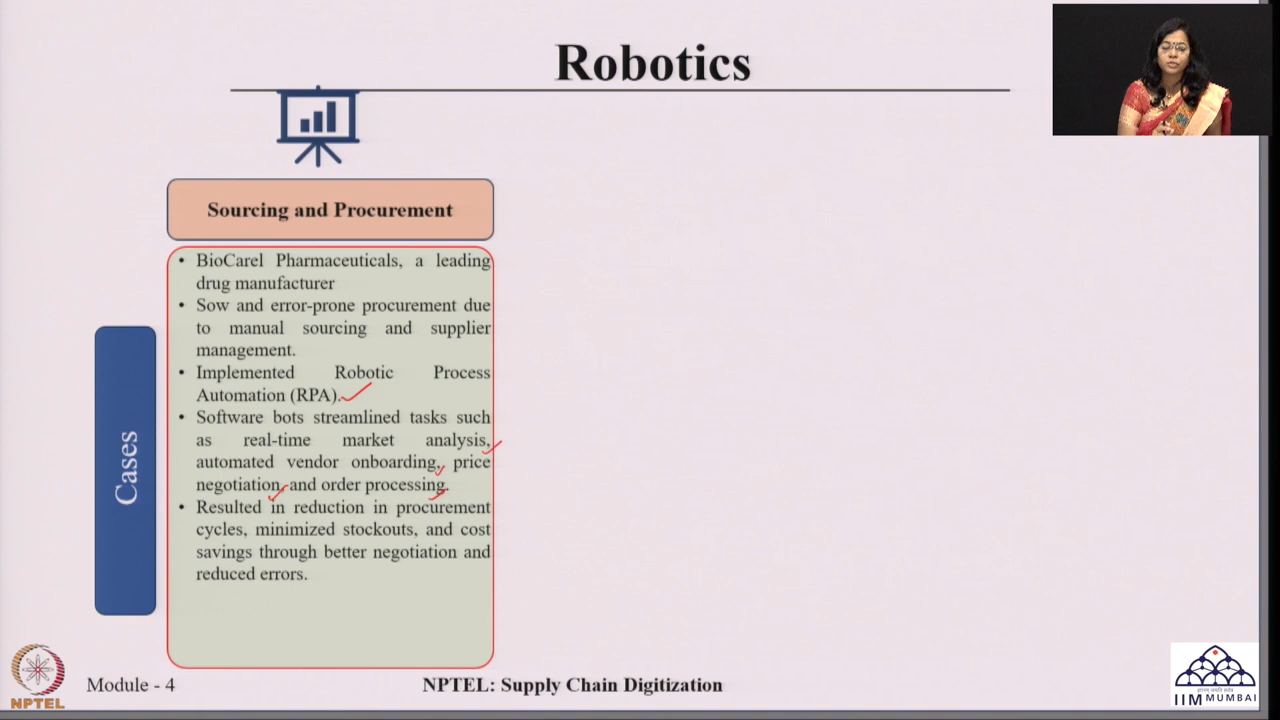 Robotics
Sourcing and Procurement
• BioCarel Pharmaceuticals, a leading
drug manufacturer
• Sow and error-prone procurement due
to manual sourcing and supplier
management.
• Implemented Robotic Process
Automation (RPA).
• Software bots streamlined tasks such
as real-time market analysis,
automated vendor onboarding, price
negotiation, and order processing.
• Resulted in reduction in procurement
cycles, minimized stockouts, and cost
savings through better negotiation and
reduced errors.
Cases
NPTEL
Module - 4
NPTEL: Supply Chain Digitization
IIM MUMBAI